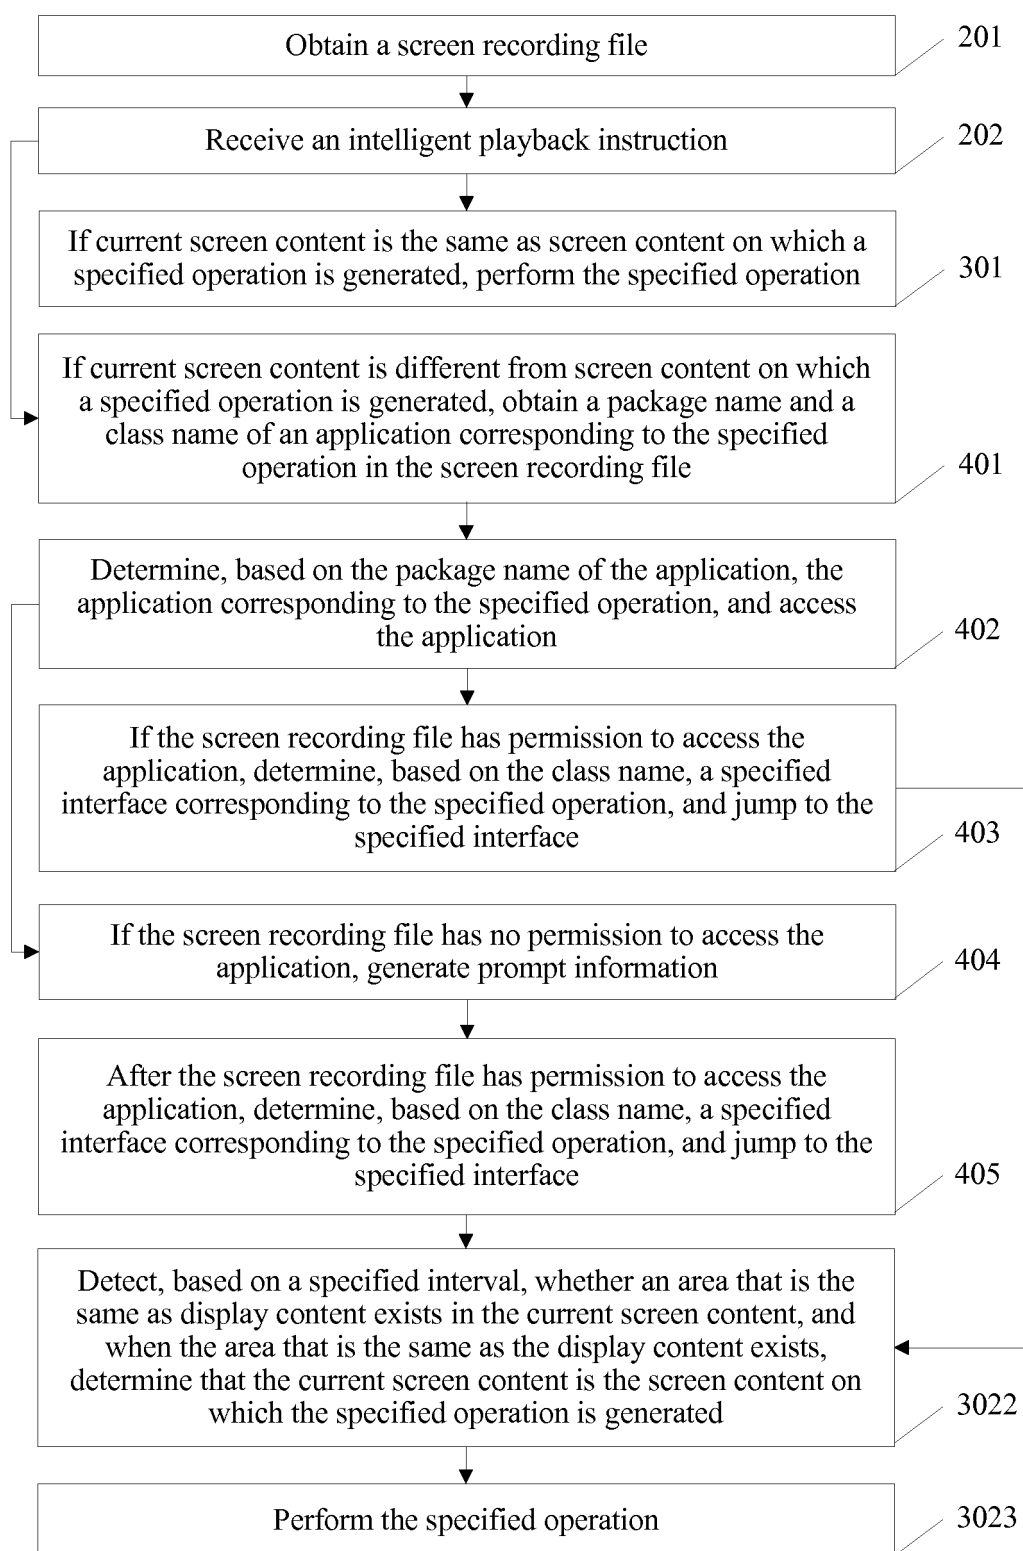 Obtain a screen recording file
201
Receive an intelligent playback instruction
202
If current screen content is the same as screen content on which a
specified operation is generated, perform the specified operation
301
If current screen content is different from screen content on which
a specified operation is generated, obtain a package name and a
class name of an application corresponding to the specified
operation in the screen recording file
401
Determine, based on the package name of the application, the
application corresponding to the specified operation, and access
the application
402
If the screen recording file has permission to access the
application, determine, based on the class name, a specified
interface corresponding to the specified operation, and jump to the
specified interface
403
If the screen recording file has no permission to access the
application, generate prompt information
404
After the screen recording file has permission to access the
application, determine, based on the class name, a specified
interface corresponding to the specified operation, and jump to the
specified interface
405
Detect, based on a specified interval, whether an area that is the
same as display content exists in the current screen content, and
when the area that is the same as the display content exists,
determine that the current screen content is the screen content on
which the specified operation is generated
3022
Perform the specified operation
3023